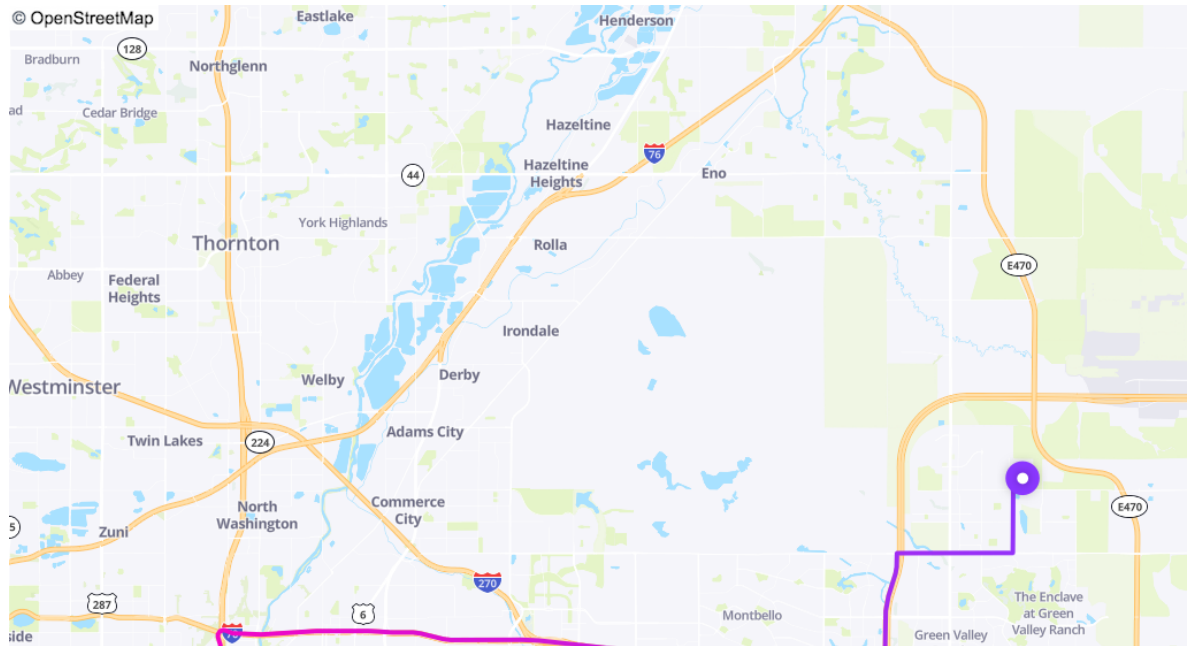 © OpenStreetMap
Eastlake
Henderson
128
Bradburn
Northglenn
ad
Cedar Bridge
Hazeltine
76
Hazeltine
Heights
44
Eno
York Highlands
Thornton
Rolla
Abbey
Federal
Heights
E470
Irondale
Welby
Derby
Westminster
Twin Lakes
224
Adams City
North
Washington
Commerce
City
E470
5
Zuni
270
287
6
The Enclave
at Green
Valley Ranch
Montbello
side
Green Valley